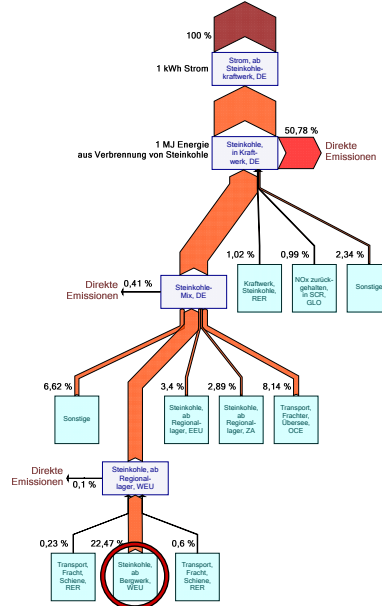 100 %
Strom, ab
Steinkohle-
kraftwerk, DE
1 kWh Strom
1 MJ Energie
aus Verbrennung von Steinkohle
Steinkohle,
in Kraft-
werk, DE
50,78 %
Direkte
Emissionen
1,02 %
0,99 %
2,34 %
Kraftwerk,
Steinkohle,
RER
NOx zurück-
gehalten,
in SCR,
GLO
Sonstige
Direkte
Emissionen
0,41 %
Steinkohle-
Mix, DE
6,62 %
3,4 %
2,89 %
8,14 %
Sonstige
Steinkohle,
ab
Regional-
lager, EEU
Steinkohle,
ab
Regional-
lager, ZA
Transport,
Frachter,
Übersee,
OCE
Direkte
Emissionen
0,1 %
Steinkohle, ab
Regional-
lager, WEU
0,23 %
22,47 %
0,6 %
Transport,
Fracht,
Schiene,
RER
Steinkohle,
ab
Bergwerk,
WEU
Transport,
Fracht,
Schiene,
RER